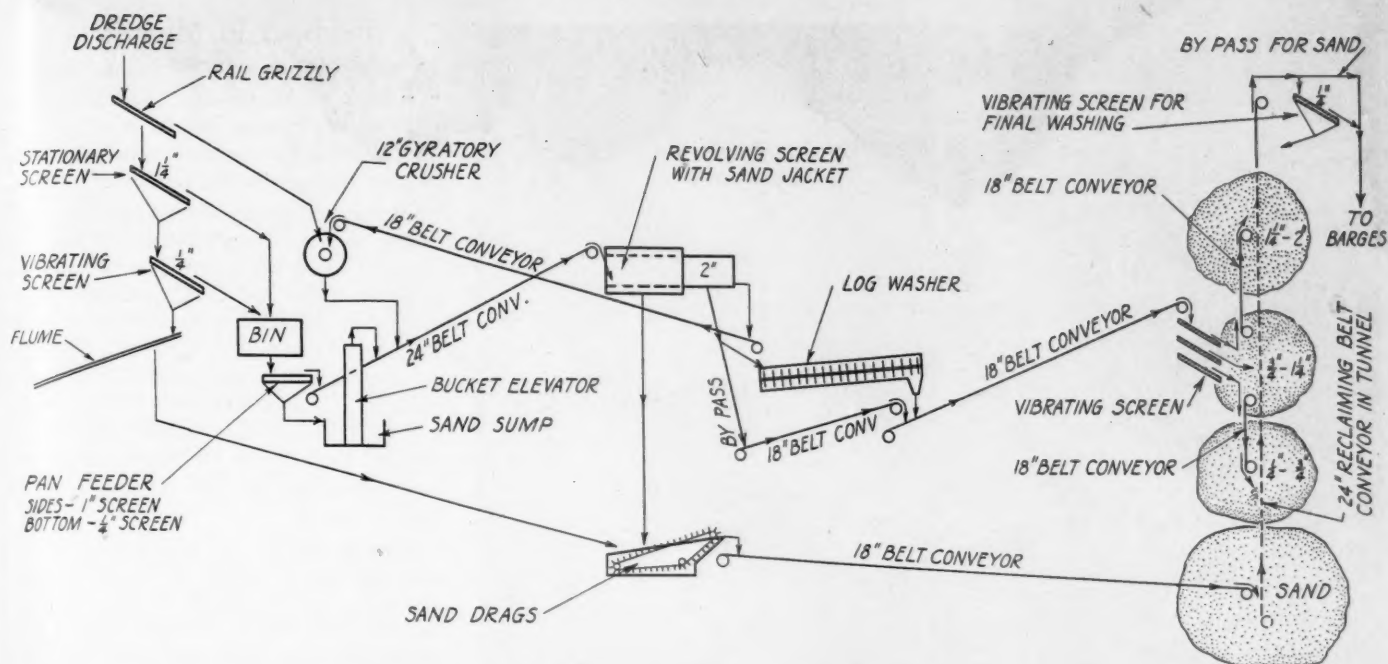 DREDGE
DISCHARGE
RAIL GRIZZLY
STATIONARY
SCREEN
1 1/4"
VIBRATING
SCREEN
1/4"
FLUME
BIN
PAN FEEDER
SIDES - 1" SCREEN
BOTTOM - 1/4" SCREEN
12" GYRATORY
CRUSHER
18" BELT CONVEYOR
24" BELT CONV.
BUCKET ELEVATOR
SAND SUMP
REVOLVING SCREEN
WITH SAND JACKET
2"
LOG WASHER
BY PASS
18" BELT CONV
18" BELT CONVEYOR
SAND DRAGS
18" BELT CONVEYOR
BY PASS FOR SAND
VIBRATING SCREEN FOR
FINAL WASHING
1/4"
TO
BARGES
18" BELT CONVEYOR
1 1/4" - 2"
3/4" - 1 1/4"
VIBRATING SCREEN
18" BELT CONVEYOR
1/4" - 3/4"
24" RECLAIMING BELT
CONVEYOR IN TUNNEL
SAND